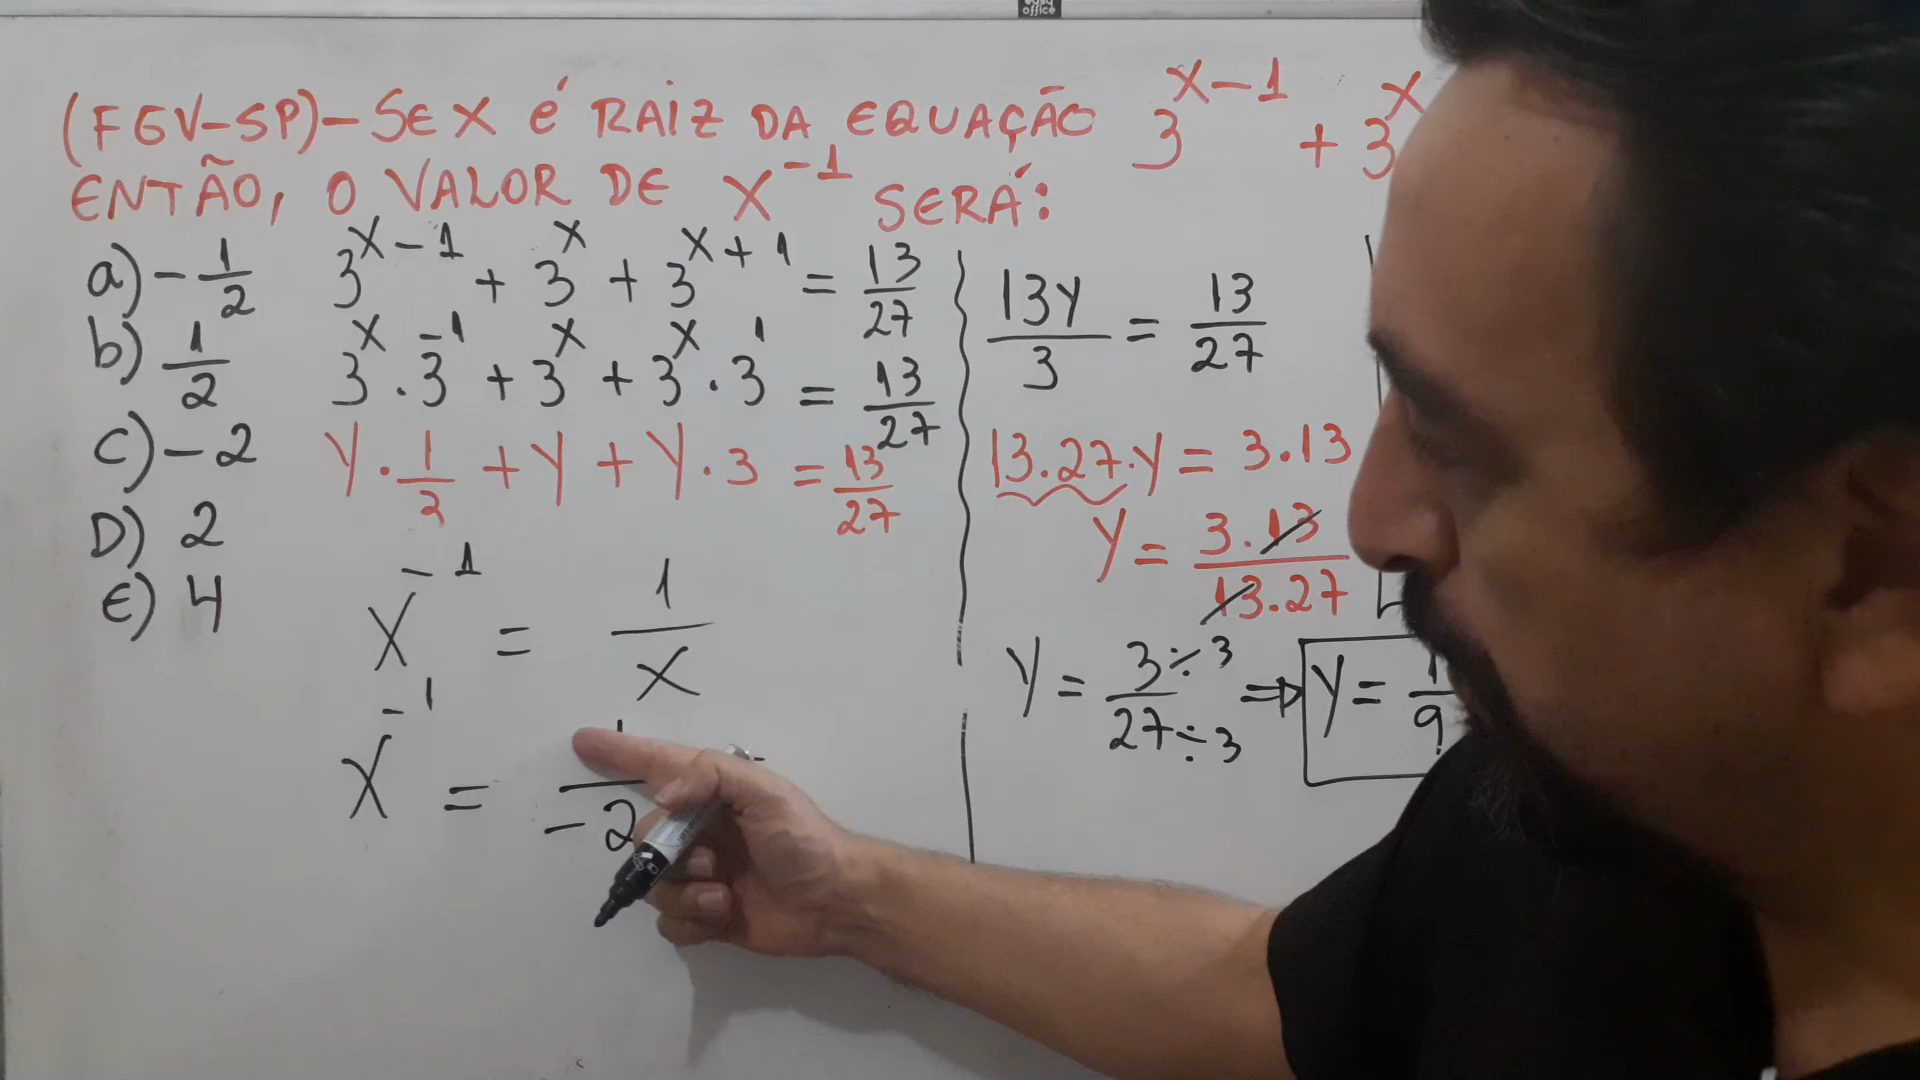 office
(FGV-SP)-SE X É RAIZ DA EQUAÇÃO 3^{x-1} + 3^x
ENTÃO, O VALOR DE X^{-1} SERÁ:
a) -1/2
b) 1/2
c) -2
D) 2
E) 4
3^{x-1} + 3^x + 3^{x+1} = 13/27
3^x . 3^{-1} + 3^x + 3^x . 3^1 = 13/27
Y . 1/3 + Y + Y . 3 = 13/27
X^{-1} = 1/X
X^{-1} = 1/-2
13Y/3 = 13/27
13.27.Y = 3.13
Y = 3.13/13.27
Y = 3÷3/27÷3 ⇒ Y = 1/9